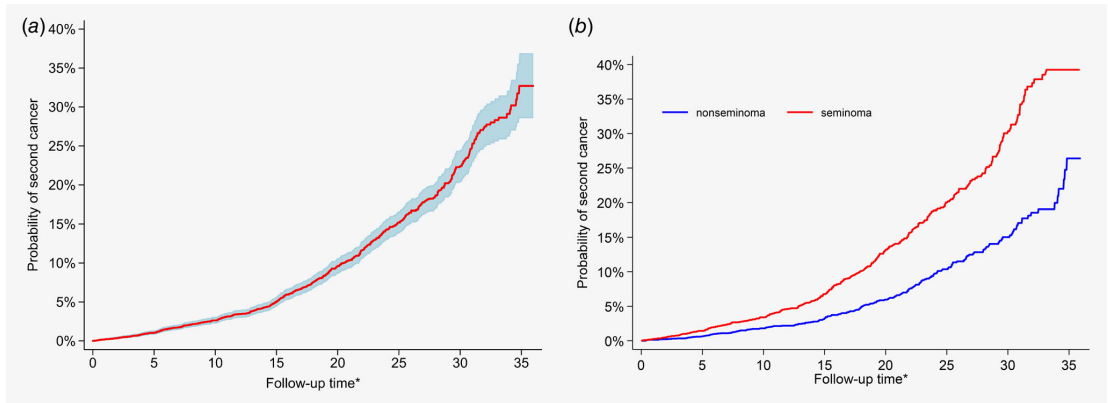 (a)
40%
35%
30%
25%
20%
15%
10%
5%
0%
Probability of second cancer
0 5 10 15 20 25 30 35
Follow-up time*
(b)
40%
35%
30%
25%
20%
15%
10%
5%
0%
Probability of second cancer
nonseminoma seminoma
0 5 10 15 20 25 30 35
Follow-up time*